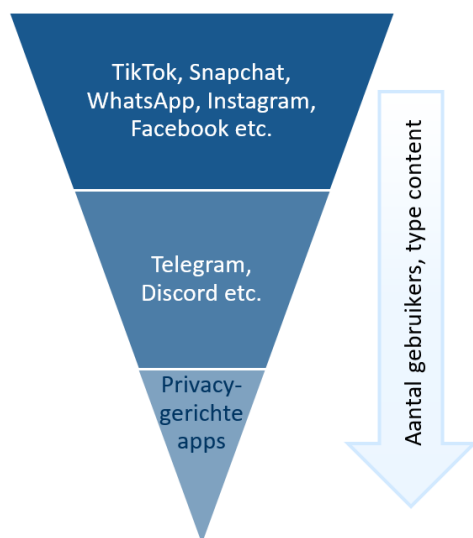 TikTok, Snapchat,
WhatsApp, Instagram,
Facebook etc.
Telegram,
Discord etc.
Privacy-
gerichte
apps
Aantal gebruikers, type content